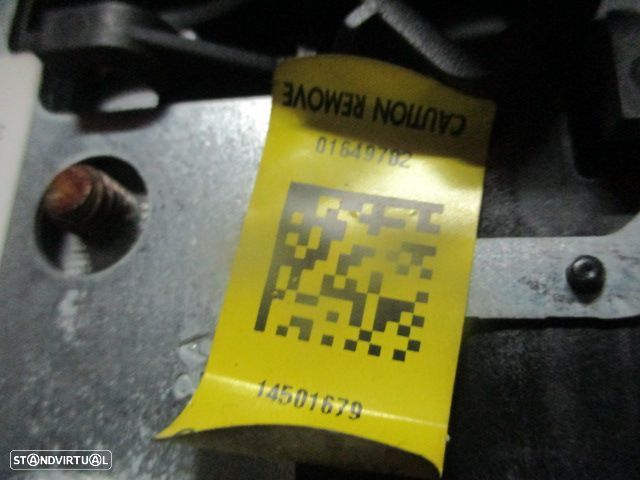 CAUTION REMOVE
01649702
14501679
STANDVIRTUAL